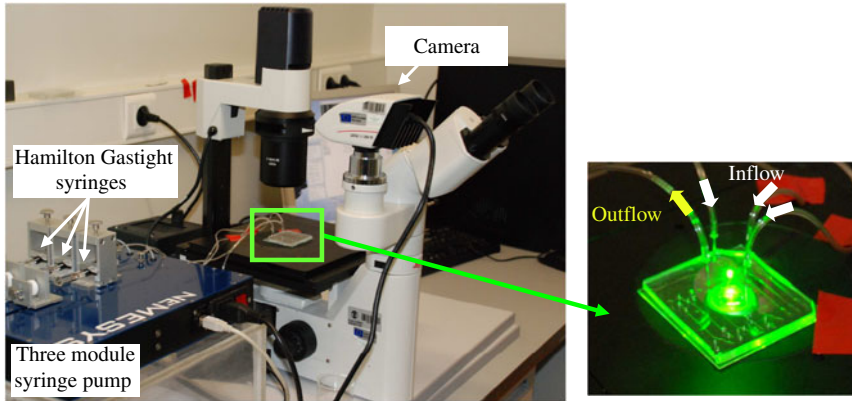 Camera
Hamilton Gastight
syringes
NEMESYS
Three module
syringe pump
Inflow
Outflow